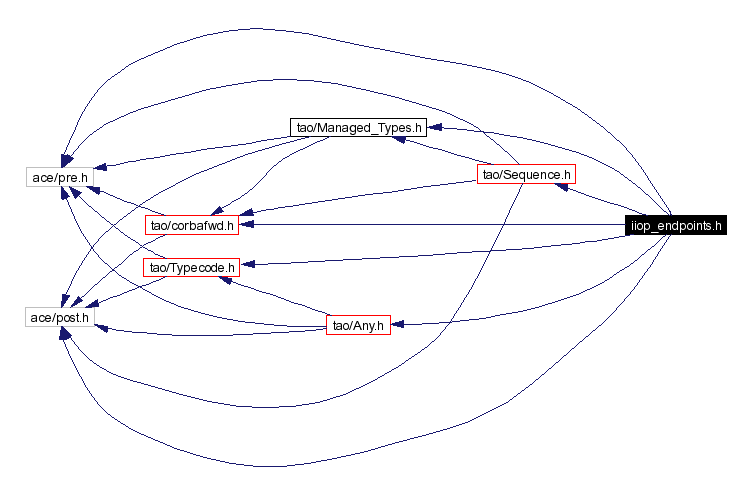 tao/Managed_Types.h
tao/Sequence.h
ace/pre.h
tao/corbafwd.h
iiop_endpoints.h
tao/Typecode.h
ace/post.h
tao/Any.h